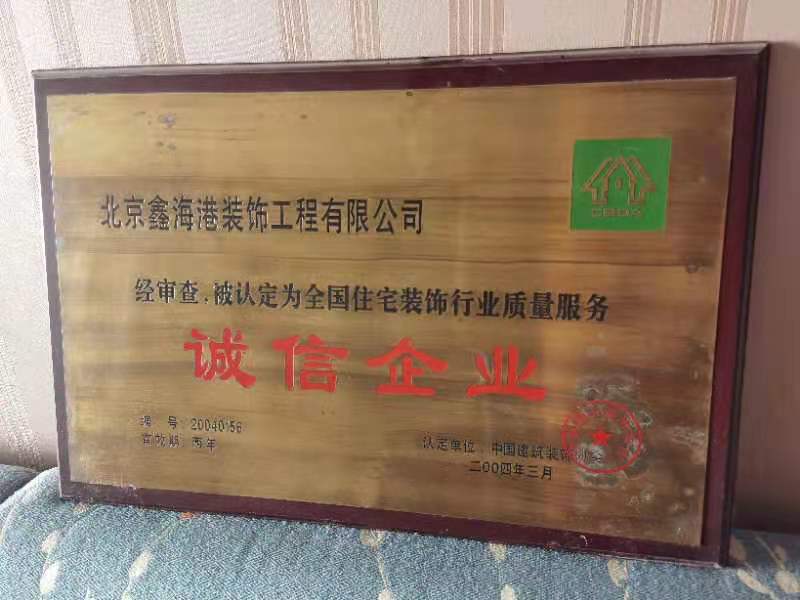 CBDA
北京鑫海港装饰工程有限公司
经审查,被认定为全国住宅装饰行业质量服务
诚信企业
编 号:20040156
有效期:两年
认定单位:中国建筑装饰协会
二〇〇四年三月